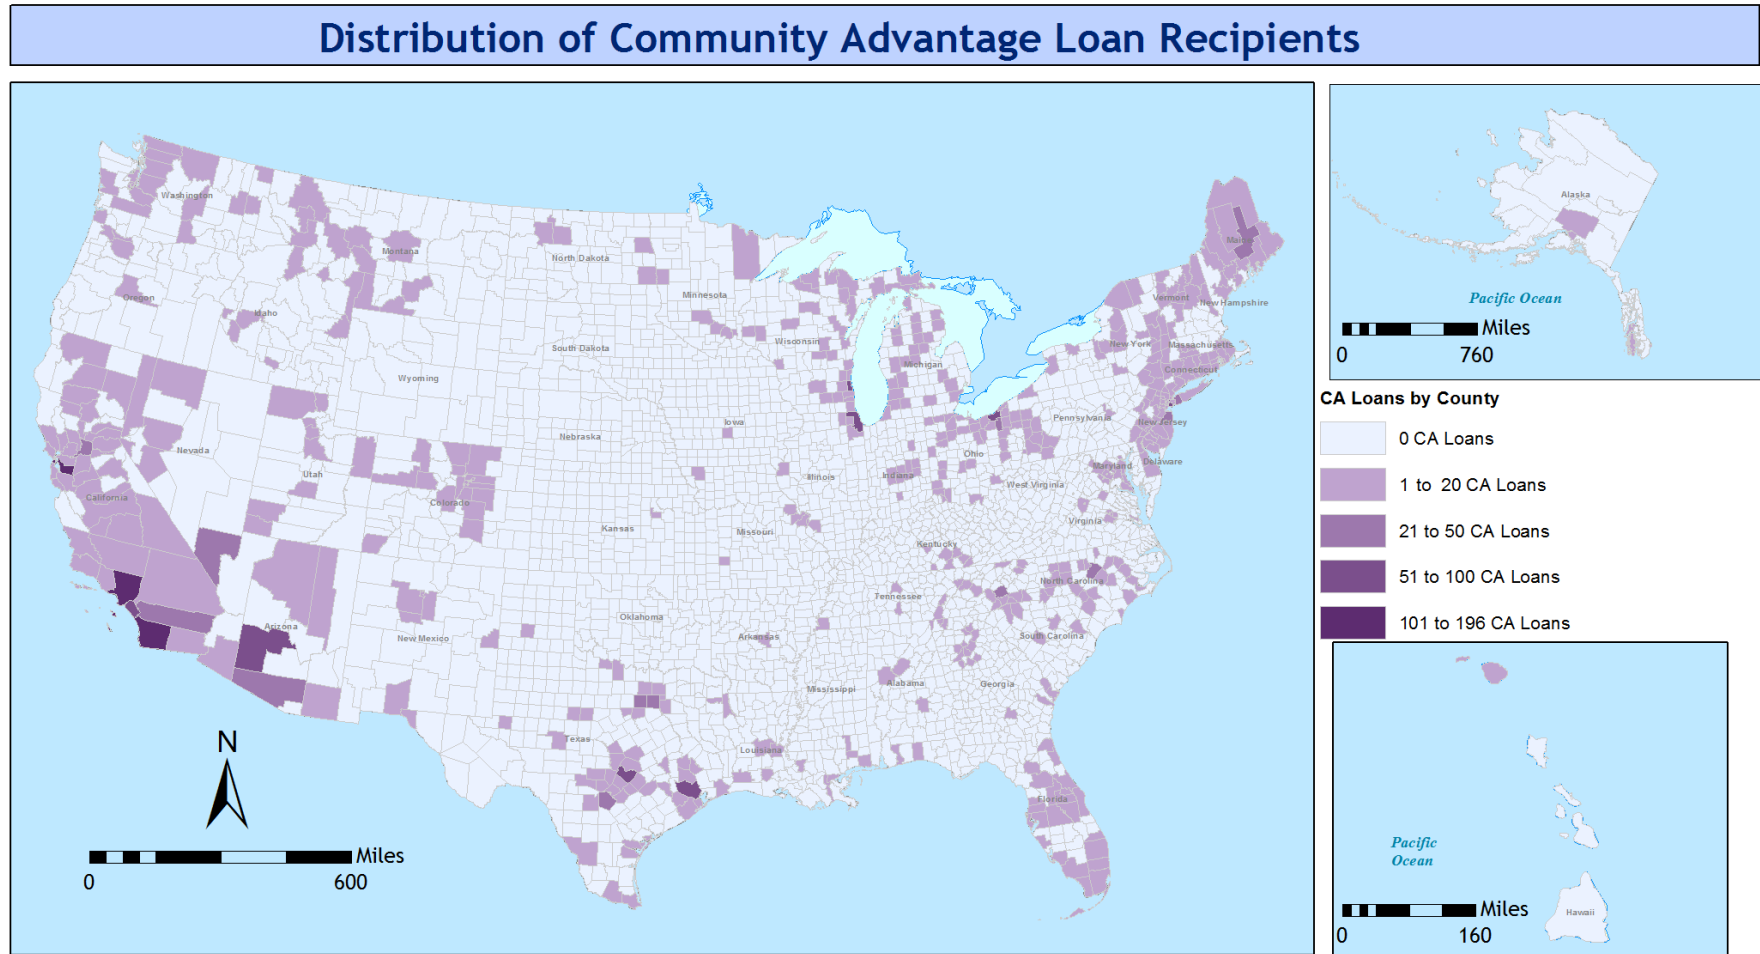 Distribution of Community Advantage Loan Recipients
Washington
Montana
North Dakota
Minnesota
Maine
Oregon
Idaho
Vermont
New Hampshire
South Dakota
Wisconsin
New York
Massachusetts
Michigan
Connecticut
Wyoming
Iowa
Pennsylvania
New Jersey
Nebraska
Nevada
Utah
Ohio
Illinois
Indiana
Maryland
Delaware
California
Colorado
West Virginia
Kansas
Missouri
Virginia
Kentucky
North Carolina
Tennessee
Oklahoma
Arizona
New Mexico
Arkansas
South Carolina
Mississippi
Alabama
Georgia
Texas
Louisiana
Florida
N
Miles
0 600
Alaska
Pacific Ocean
Miles
0 760
CA Loans by County
0 CA Loans
1 to 20 CA Loans
21 to 50 CA Loans
51 to 100 CA Loans
101 to 196 CA Loans
Pacific
Ocean
Miles
0 160
Hawaii